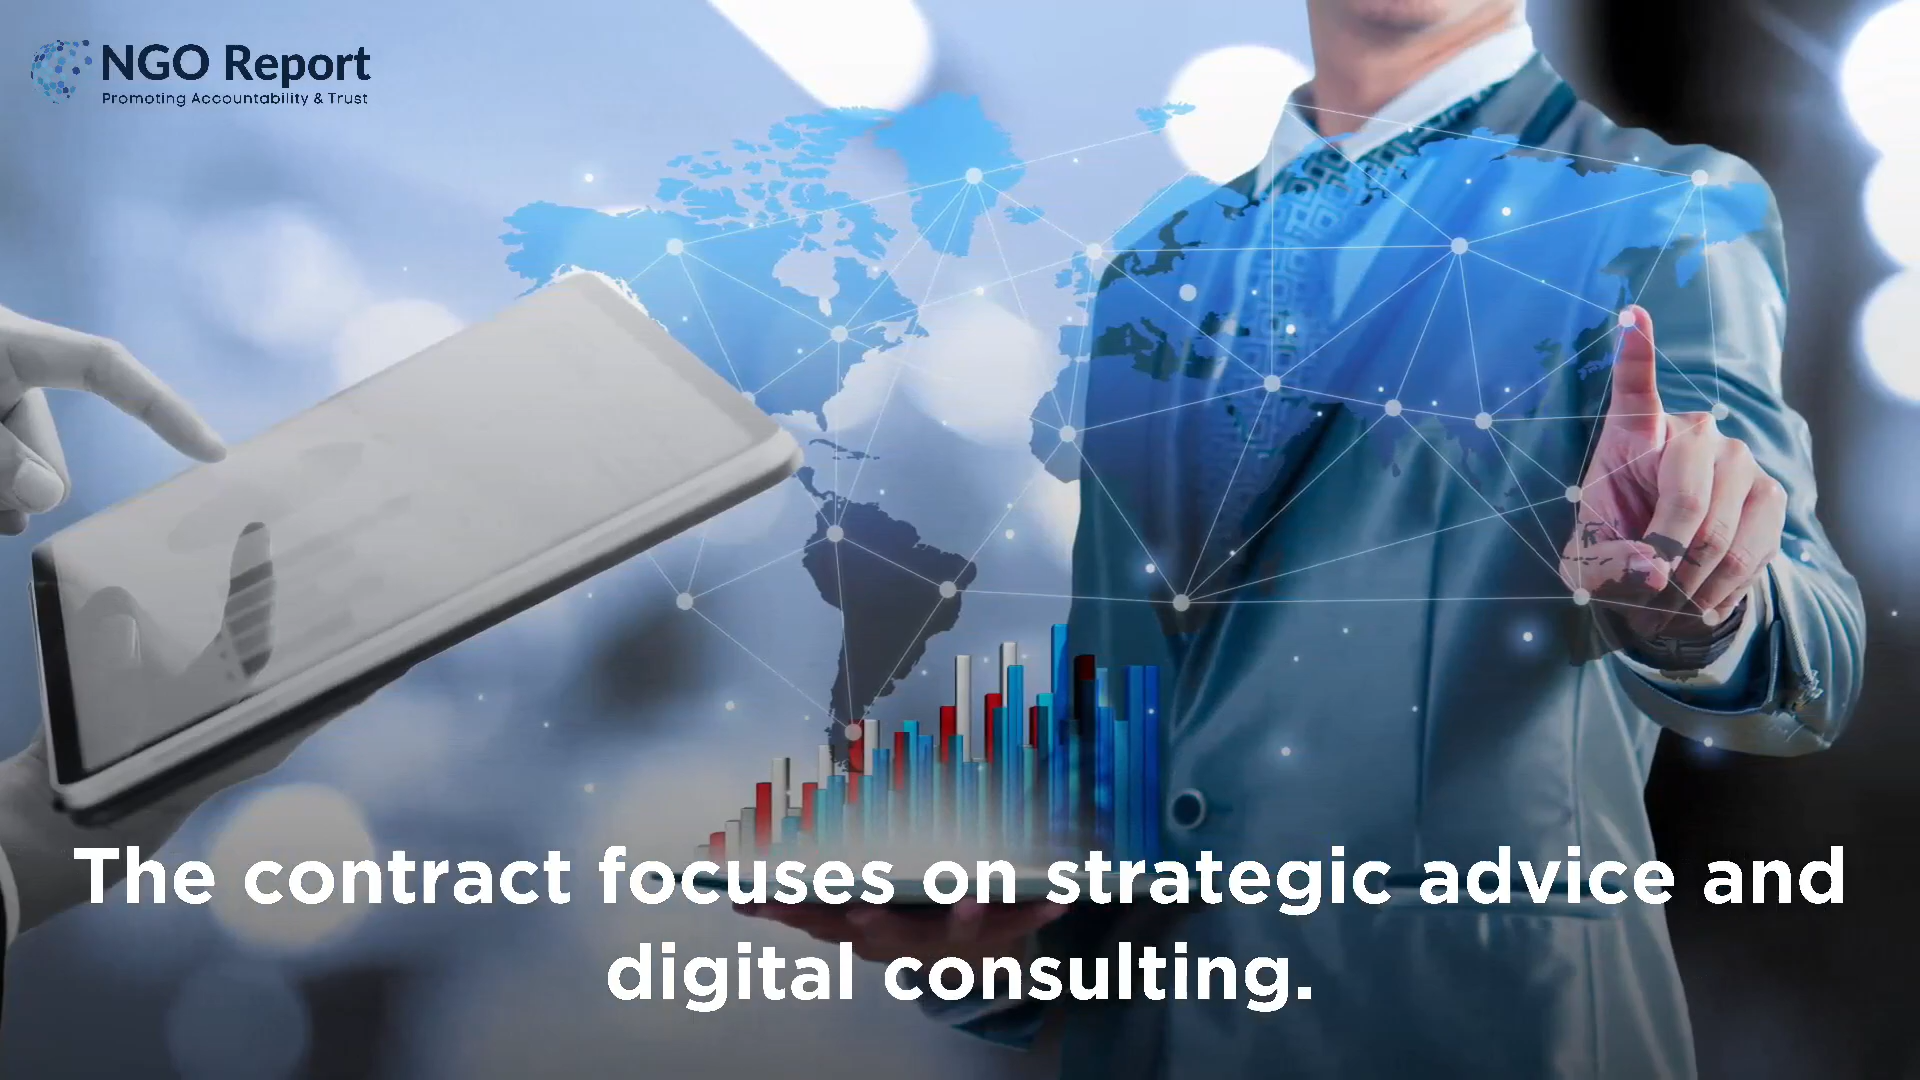 NGO Report
Promoting Accountability & Trust
The contract focuses on strategic advice and
digital consulting.